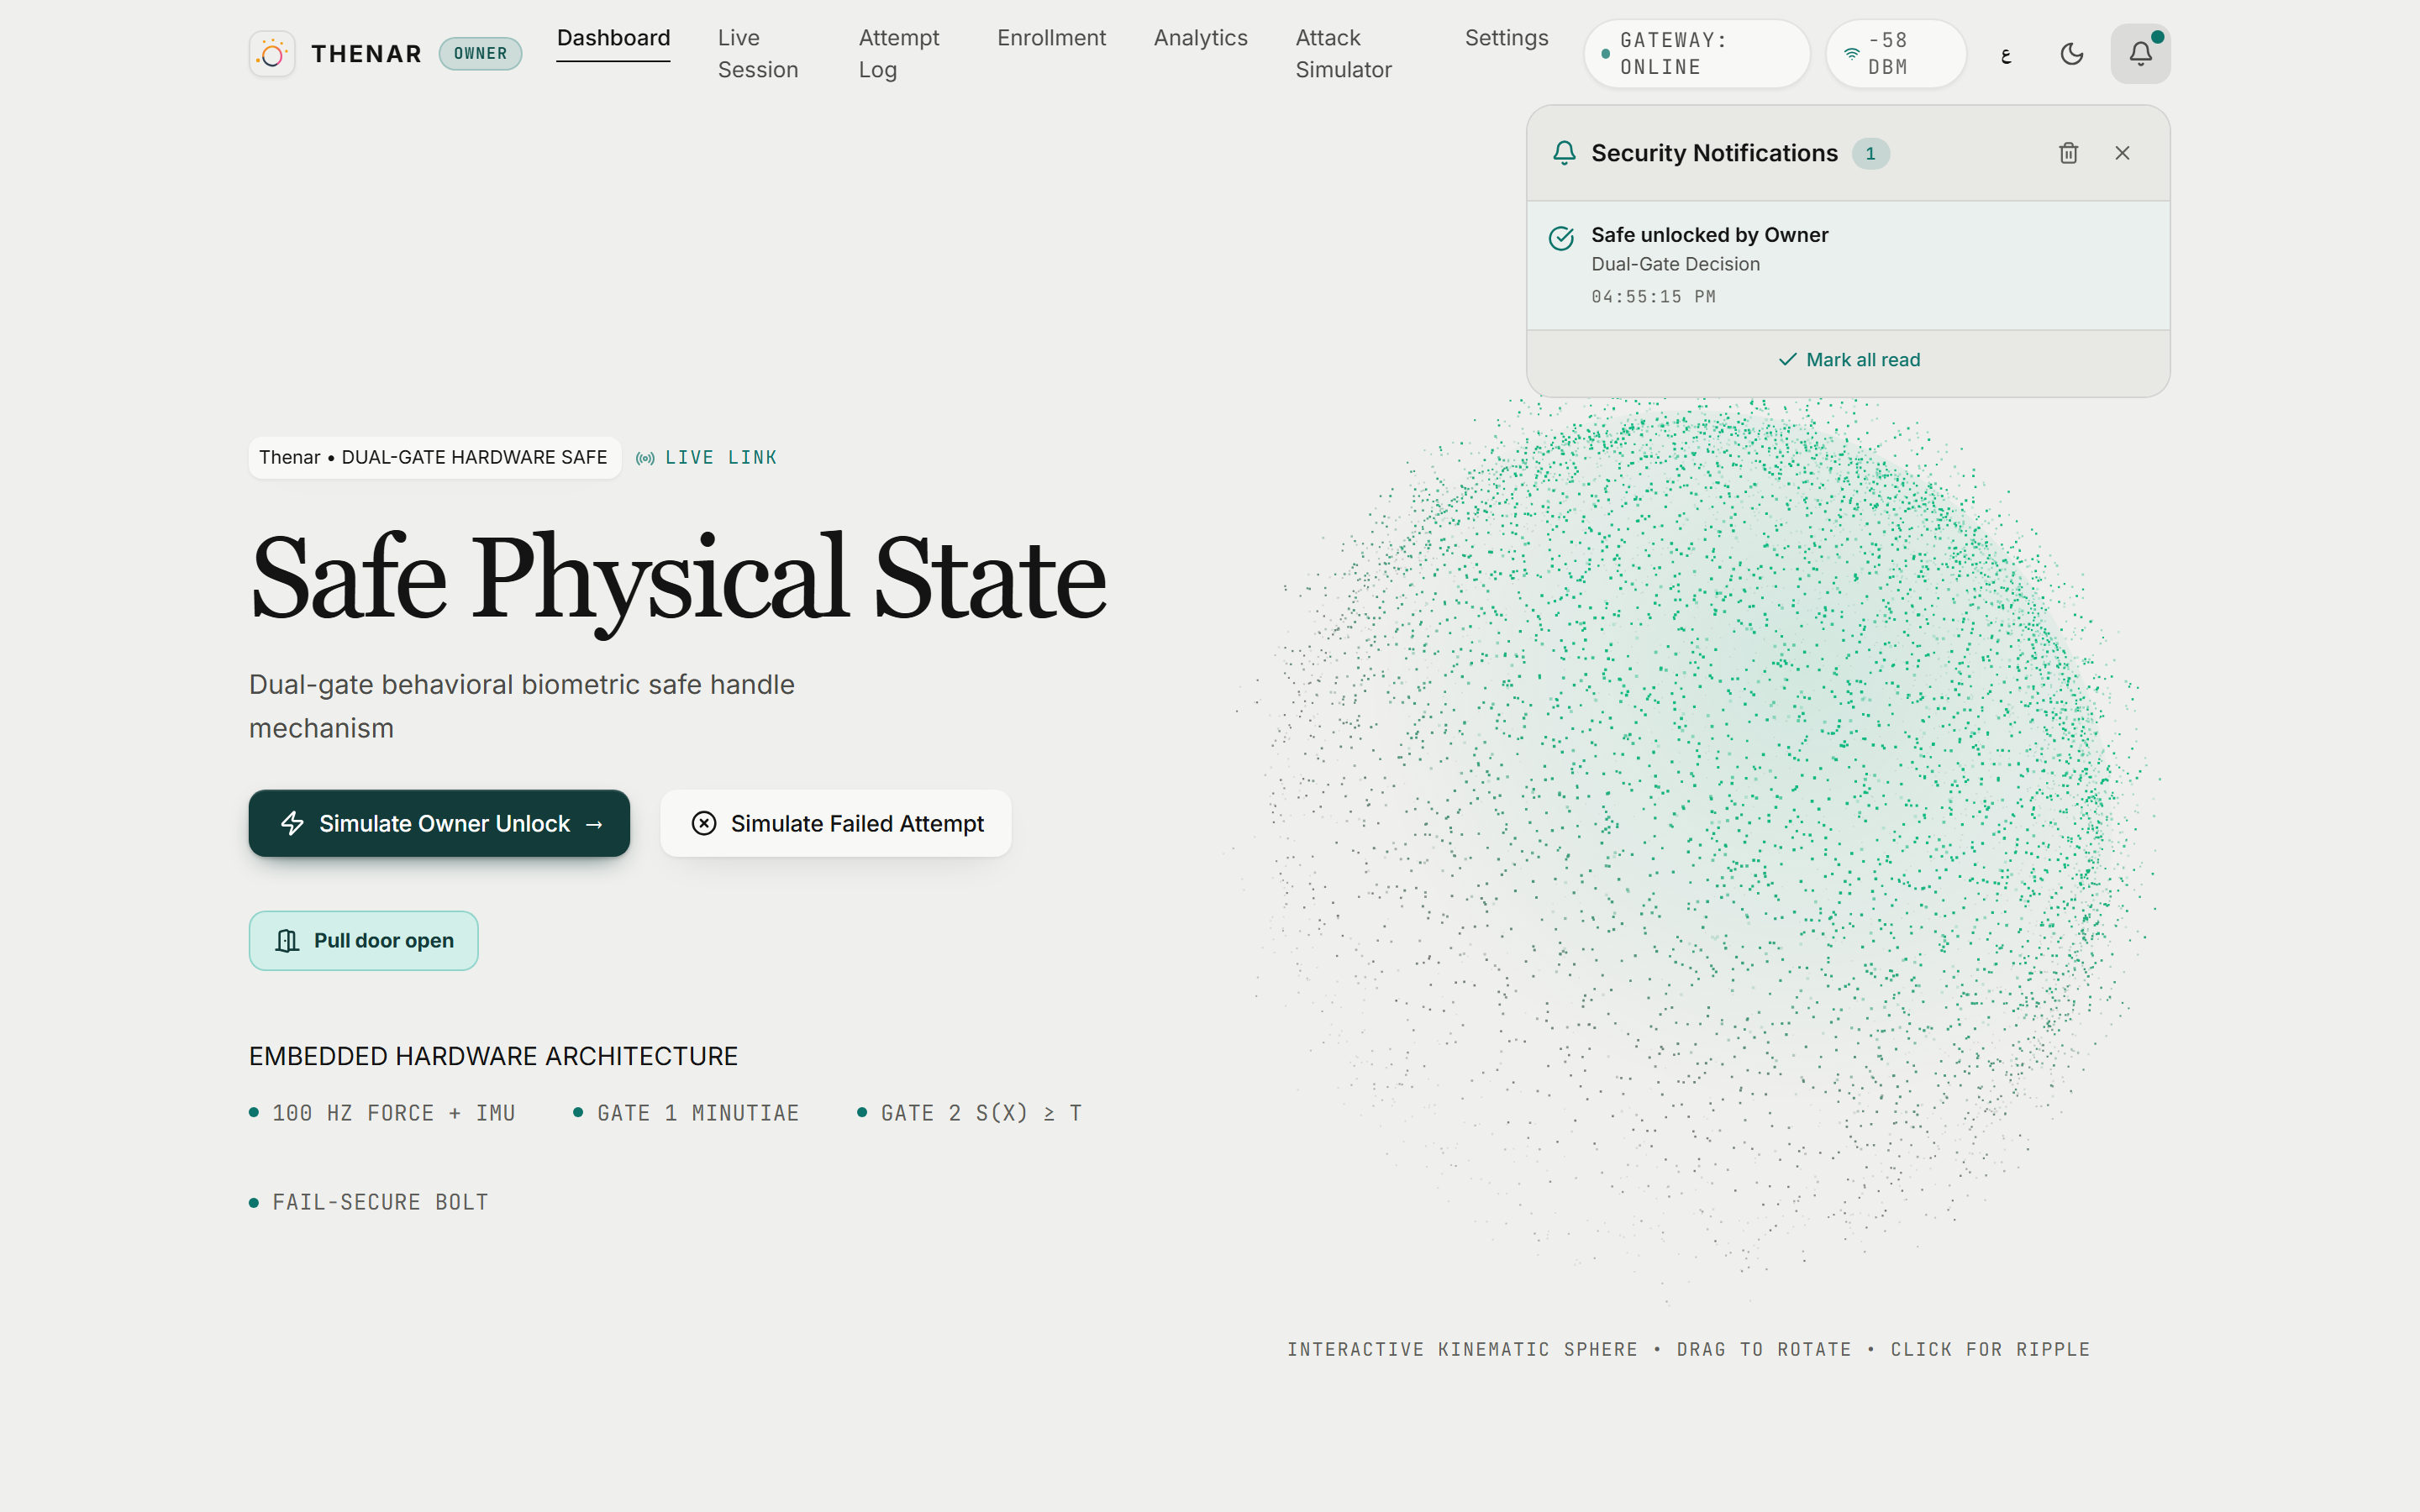 THENAR
OWNER
Dashboard
Live Session
Attempt Log
Enrollment
Analytics
Attack Simulator
Settings
GATEWAY: ONLINE
-58 DBM
ع
Security Notifications 1
Safe unlocked by Owner
Dual-Gate Decision
04:55:15 PM
Mark all read
Thenar • DUAL-GATE HARDWARE SAFE
LIVE LINK
Safe Physical State
Dual-gate behavioral biometric safe handle
mechanism
Simulate Owner Unlock →
Simulate Failed Attempt
Pull door open
EMBEDDED HARDWARE ARCHITECTURE
100 HZ FORCE + IMU
GATE 1 MINUTIAE
GATE 2 S(X) ≥ T
FAIL-SECURE BOLT
INTERACTIVE KINEMATIC SPHERE • DRAG TO ROTATE • CLICK FOR RIPPLE